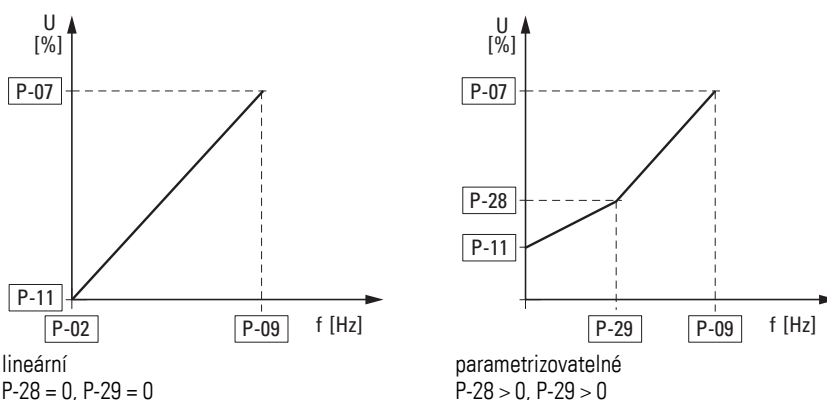 U
[%]
P-07
P-11
P-02
P-09
f [Hz]
lineární
P-28 = 0, P-29 = 0
U
[%]
P-07
P-28
P-11
P-29
P-09
f [Hz]
parametrizovatelné
P-28 > 0, P-29 > 0